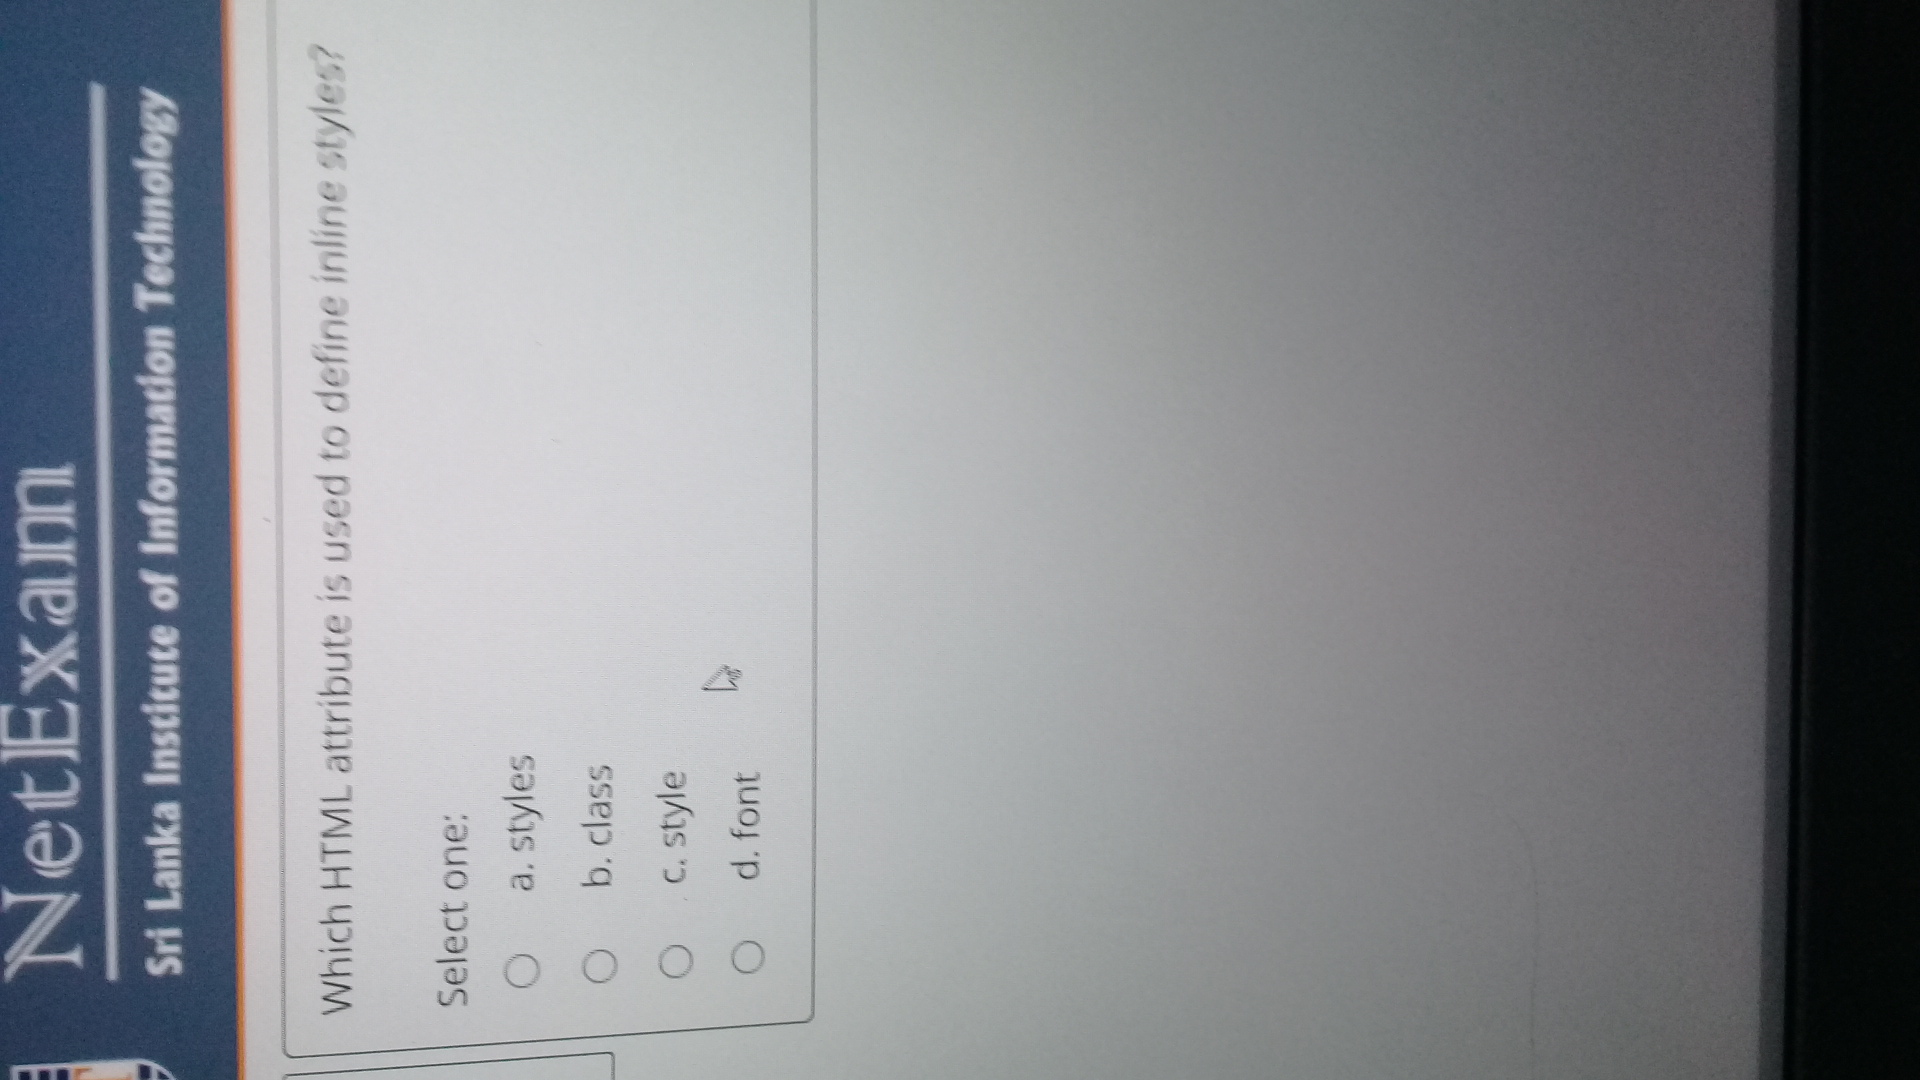 NetExam
Sri Lanka Institute of Information Technology
Which HTML attribute is used to define inline styles?
Select one:
a. styles
b. class
c. style
d. font